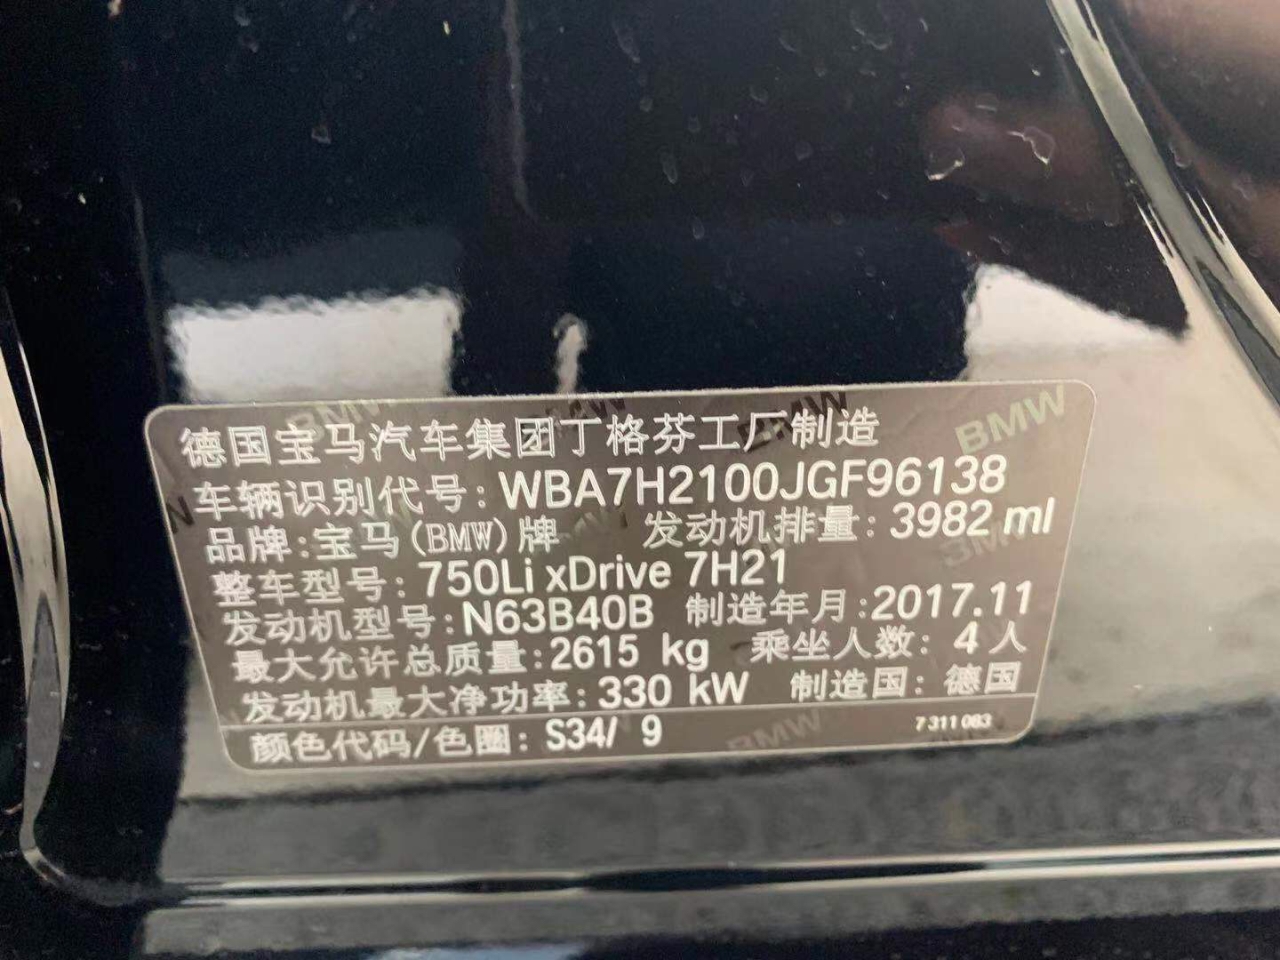 德国宝马汽车集团丁格芬工厂制造
车辆识别代号: WBA7H2100JGF96138
品牌:宝马(BMW)牌 发动机排量: 3982 ml
整车型号: 750Li xDrive 7H21
发动机型号:N63B40B 制造年月:2017.11
最大允许总质量:2615 kg 乘坐人数: 4人
发动机最大净功率:330 kW 制造国: 德国
颜色代码/色圈: S34/ 9 7 311 083